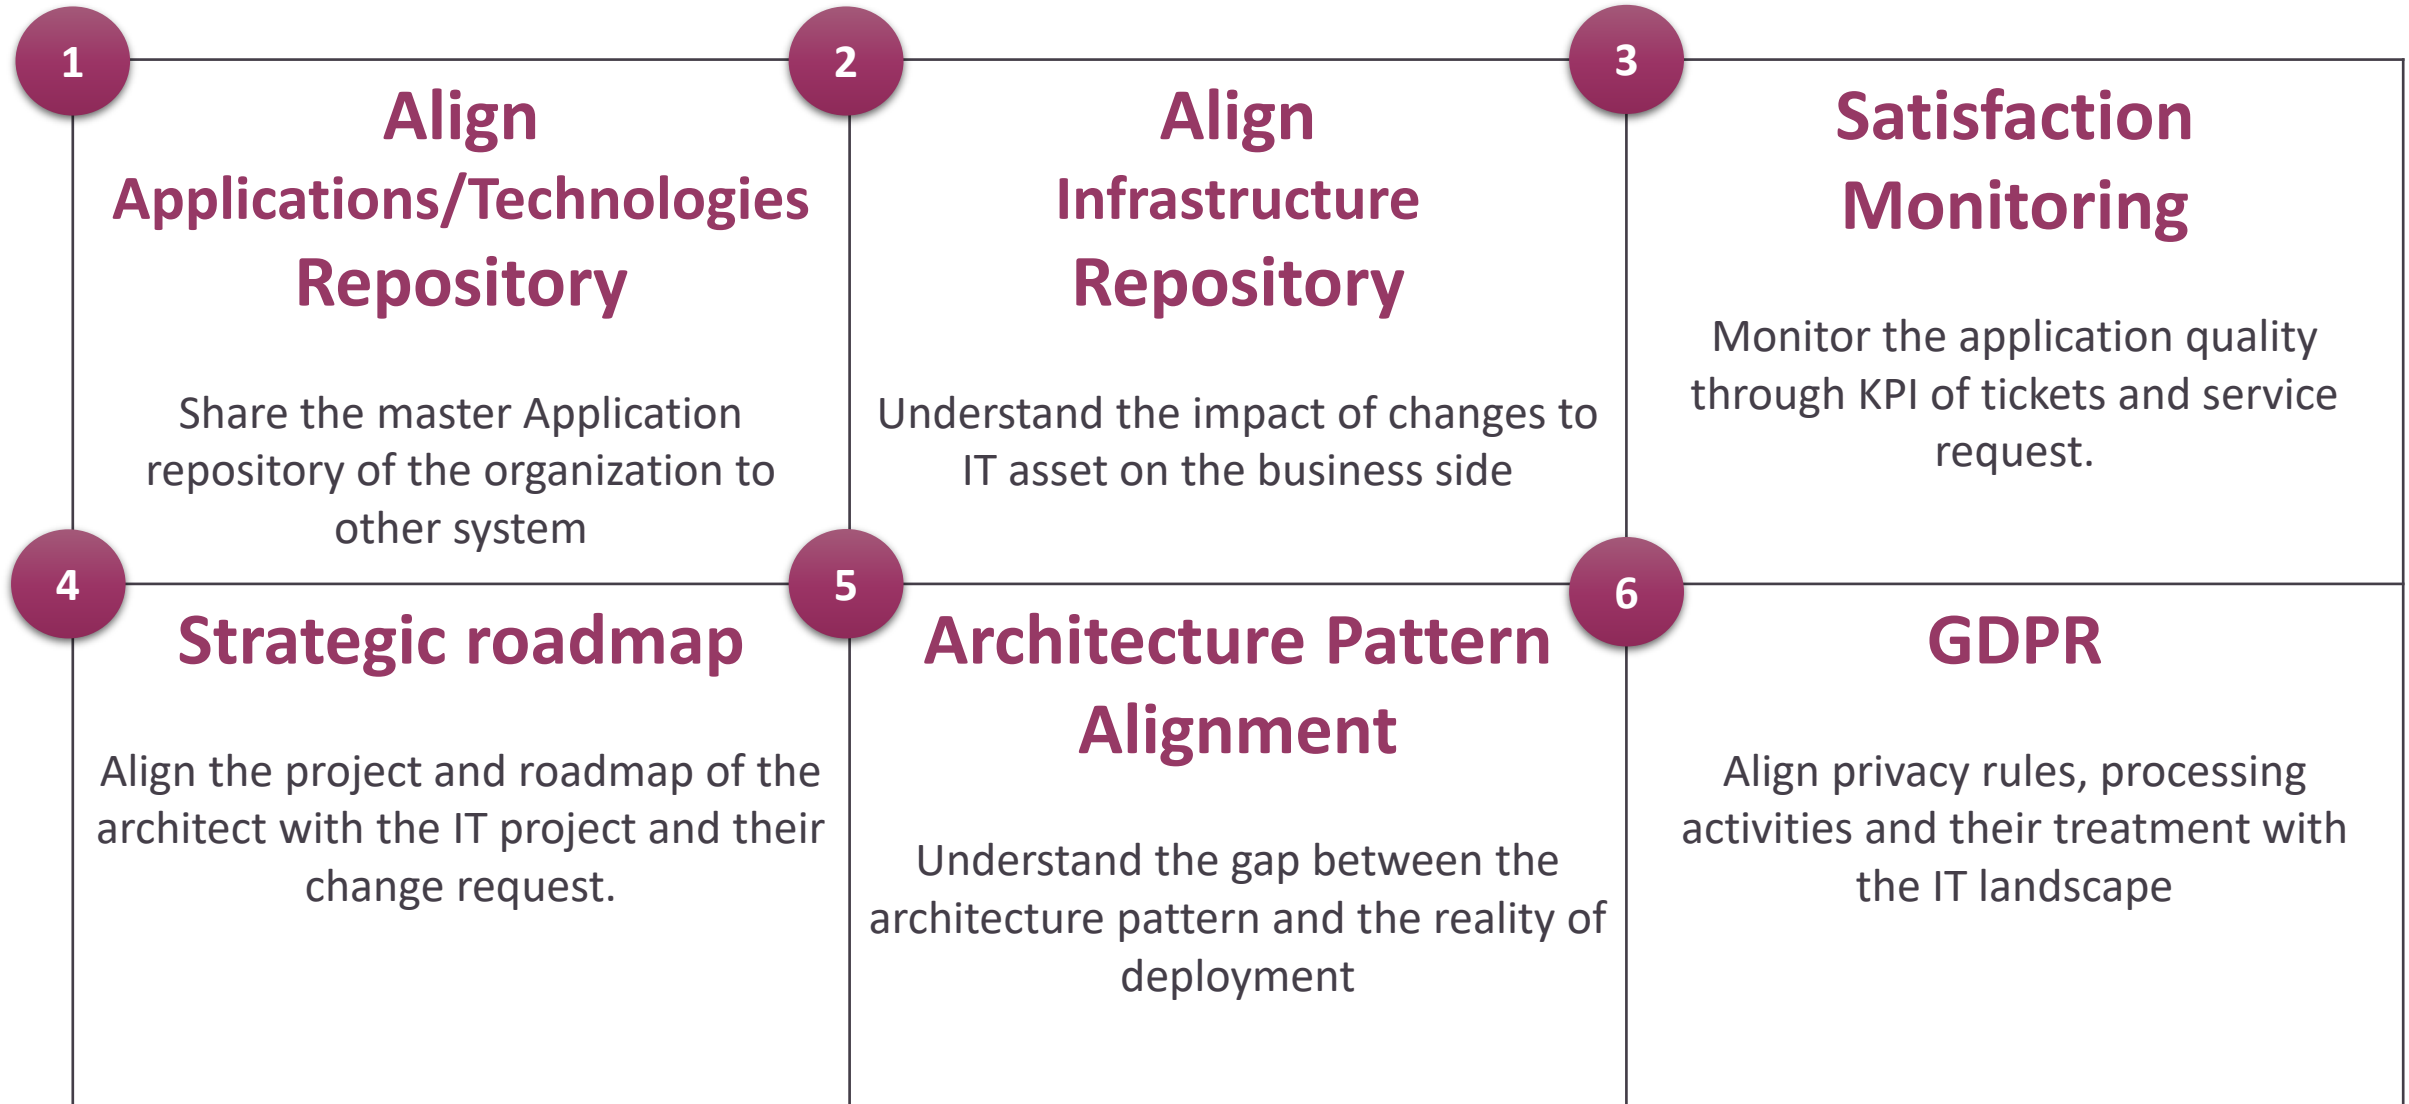 1
Align
Applications/Technologies
Repository
Share the master Application
repository of the organization to
other system
2
Align
Infrastructure
Repository
Understand the impact of changes to
IT asset on the business side
3
Satisfaction
Monitoring
Monitor the application quality
through KPI of tickets and service
request.
4
Strategic roadmap
Align the project and roadmap of the
architect with the IT project and their
change request.
5
Architecture Pattern
Alignment
Understand the gap between the
architecture pattern and the reality of
deployment
6
GDPR
Align privacy rules, processing
activities and their treatment with
the IT landscape